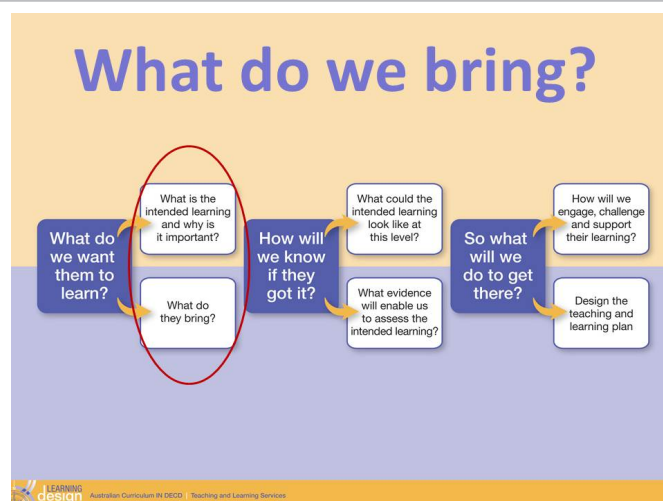 What do we bring?
What do
we want
them to
learn?
What is the
intended learning
and why is
it important?
What do
they bring?
How will
we know
if they
got it?
What could the
intended learning
look like at
this level?
What evidence
will enable us
to assess the
intended learning?
So what
will we
do to get
there?
How will we
engage, challenge
and support
their learning?
Design the
teaching and
learning plan
LEARNING
design
Australian Curriculum IN DECD | Teaching and Learning Services